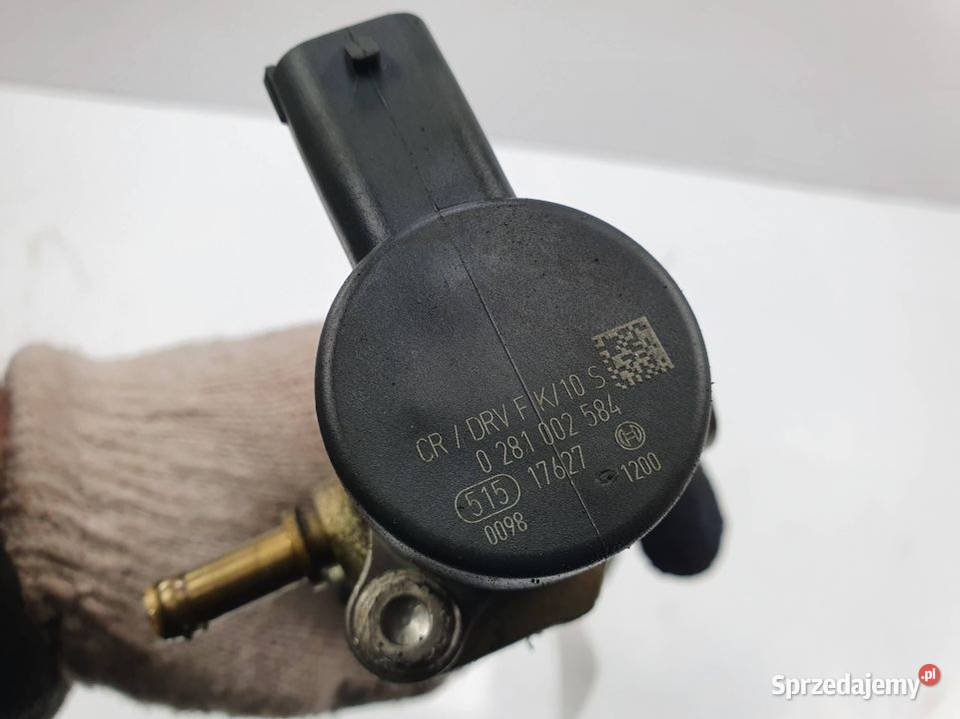 CR / DRV F K/10 S
0 281 002 584
515 17627 1200
0098
Sprzedajemy.pl